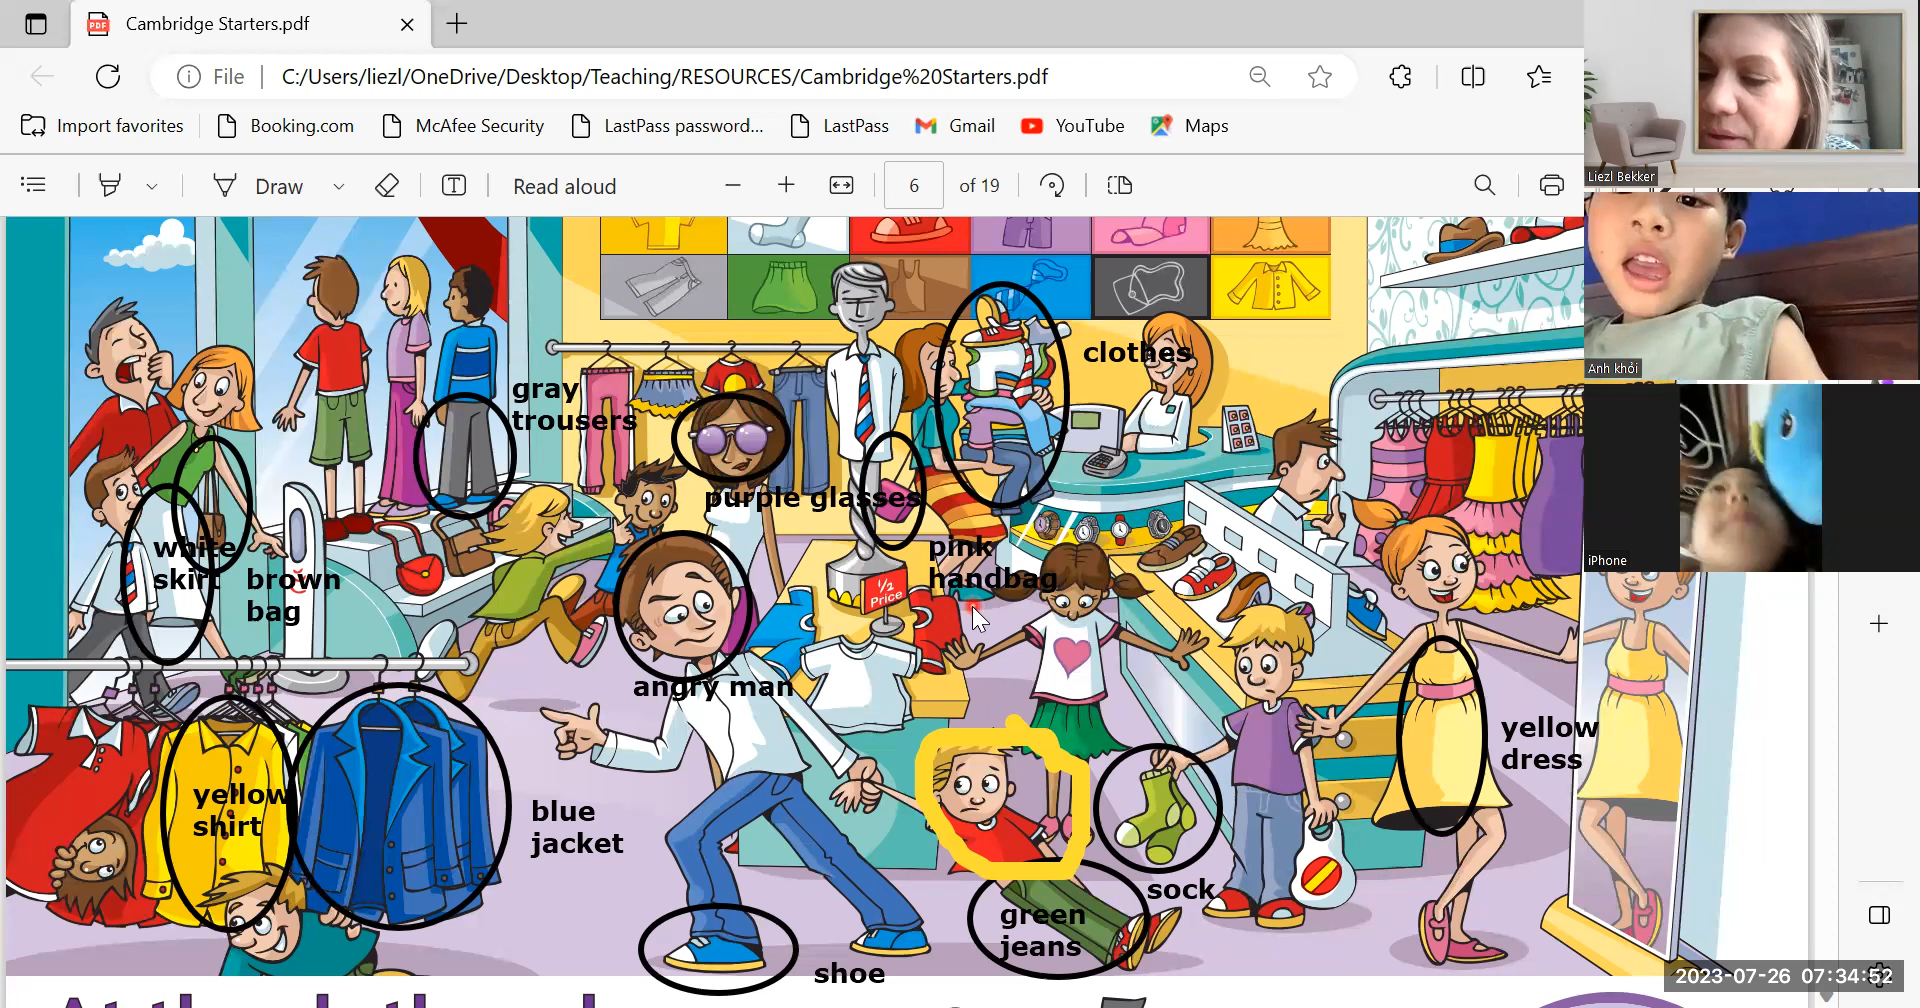 Cambridge Starters.pdf
File
C:/Users/liezl/OneDrive/Desktop/Teaching/RESOURCES/Cambridge%20Starters.pdf
Import favorites
Booking.com
McAfee Security
LastPass password...
LastPass
Gmail
YouTube
Maps
Draw
Read aloud
6
of 19
Liezl Bekker
Anh khôi
iPhone
clothes
gray
trousers
purple glasses
white
skirt
brown
bag
pink
handbag
½
Price
angry man
yellow
dress
yellow
shirt
blue
jacket
sock
green
jeans
shoe
2023-07-26 07:34:52